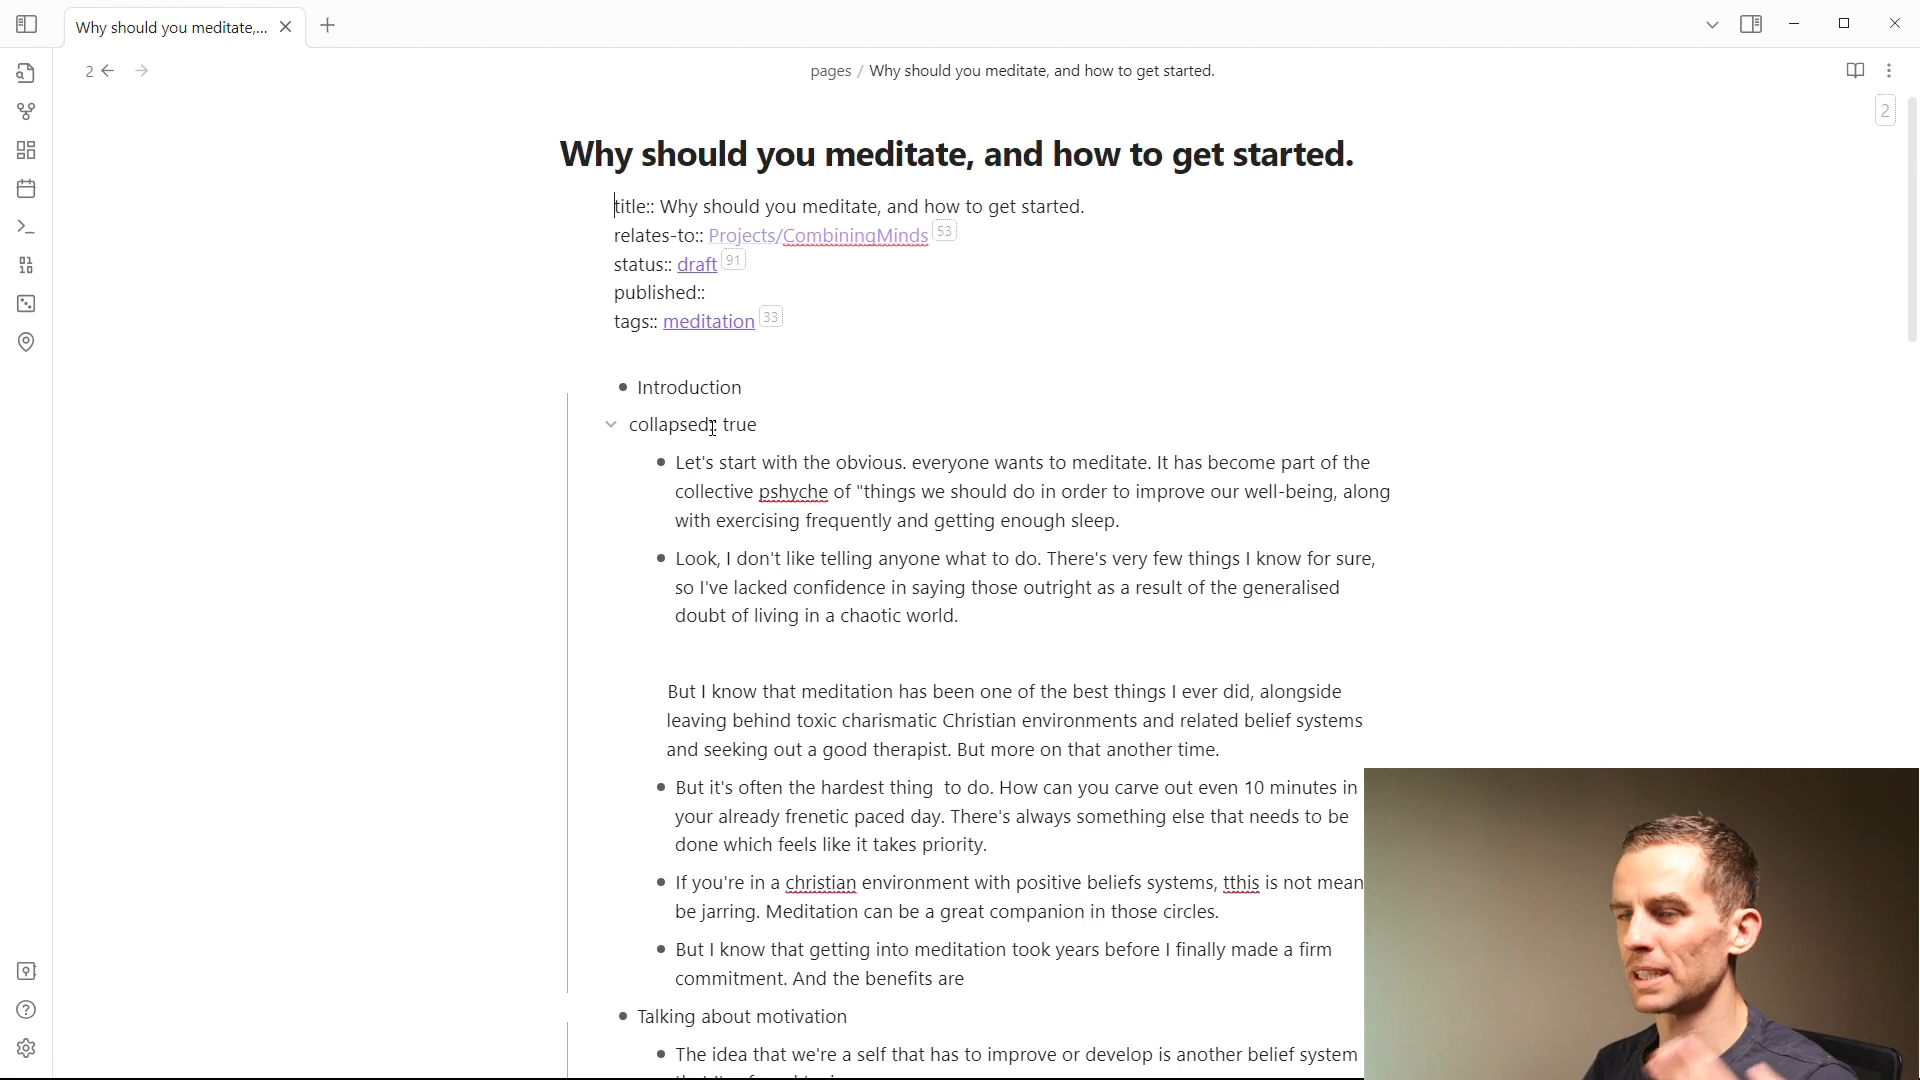 Why should you meditate,...
2
pages / Why should you meditate, and how to get started.
2
Why should you meditate, and how to get started.
title:: Why should you meditate, and how to get started.
relates-to:: Projects/CombiningMinds 53
status:: draft 91
published::
tags:: meditation 33
Introduction
collapsed:: true
Let's start with the obvious. everyone wants to meditate. It has become part of the
collective pshyche of "things we should do in order to improve our well-being, along
with exercising frequently and getting enough sleep.
Look, I don't like telling anyone what to do. There's very few things I know for sure,
so I've lacked confidence in saying those outright as a result of the generalised
doubt of living in a chaotic world.
But I know that meditation has been one of the best things I ever did, alongside
leaving behind toxic charismatic Christian environments and related belief systems
and seeking out a good therapist. But more on that another time.
But it's often the hardest thing  to do. How can you carve out even 10 minutes in
your already frenetic paced day. There's always something else that needs to be
done which feels like it takes priority.
If you're in a christian environment with positive beliefs systems, tthis is not mean
be jarring. Meditation can be a great companion in those circles.
But I know that getting into meditation took years before I finally made a firm
commitment. And the benefits are
Talking about motivation
The idea that we're a self that has to improve or develop is another belief system